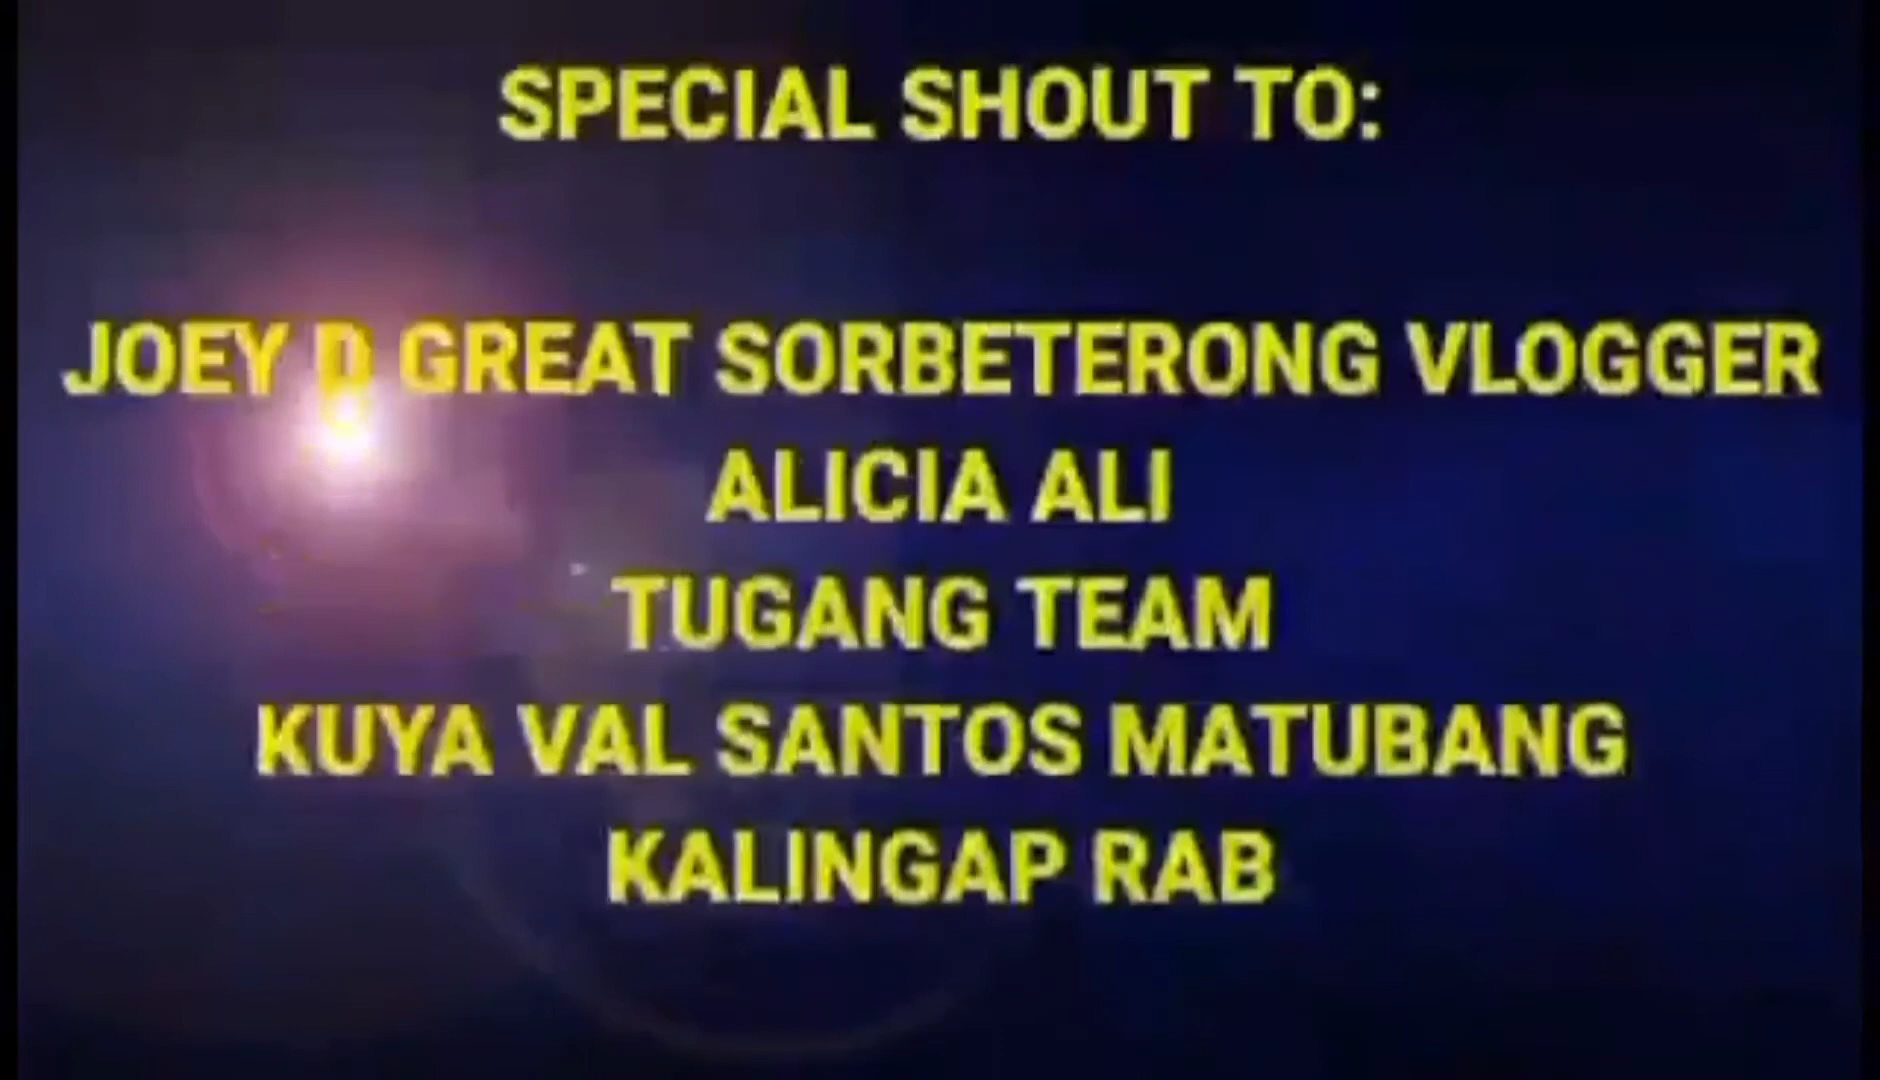 SPECIAL SHOUT TO:
JOEY D GREAT SORBETERONG VLOGGER
ALICIA ALI
TUGANG TEAM
KUYA VAL SANTOS MATUBANG
KALINGAP RAB